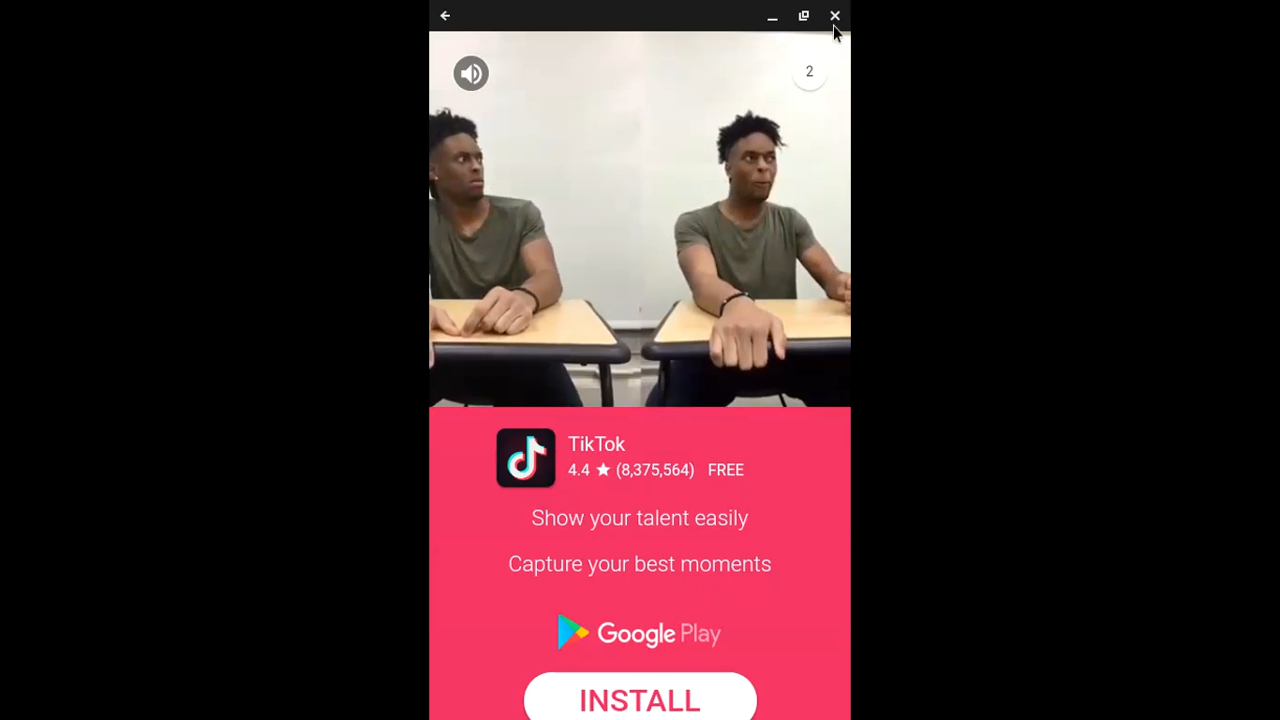 2
TikTok
4.4 ★ (8,375,564) FREE
Show your talent easily
Capture your best moments
Google Play
INSTALL